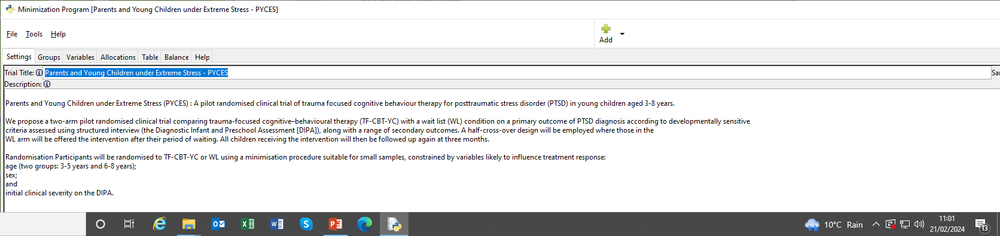 Minimization Program [Parents and Young Children under Extreme Stress - PYCES]
File Tools Help
Add
Settings Groups Variables Allocations Table Balance Help
Trial Title: Parents and Young Children under Extreme Stress - PYCES Sa
Description:
Parents and Young Children under Extreme Stress (PYCES) : A pilot randomised clinical trial of trauma focused cognitive behaviour therapy for posttraumatic stress disorder (PTSD) in young children aged 3-8 years.
We propose a two-arm pilot randomised clinical trial comparing trauma-focused cognitive–behavioural therapy (TF-CBT-YC) with a wait list (WL) condition on a primary outcome of PTSD diagnosis according to developmentally sensitive
criteria assessed using structured interview (the Diagnostic Infant and Preschool Assessment [DIPA]), along with a range of secondary outcomes. A half-cross-over design will be employed where those in the
WL arm will be offered the intervention after their period of waiting. All children receiving the intervention will then be followed up again at three months.
Randomisation Participants will be randomised to TF-CBT-YC or WL using a minimisation procedure suitable for small samples, constrained by variables likely to influence treatment response:
age (two groups: 3-5 years and 6-8 years);
sex;
and
initial clinical severity on the DIPA.
10°C Rain
11:01
21/02/2024
13